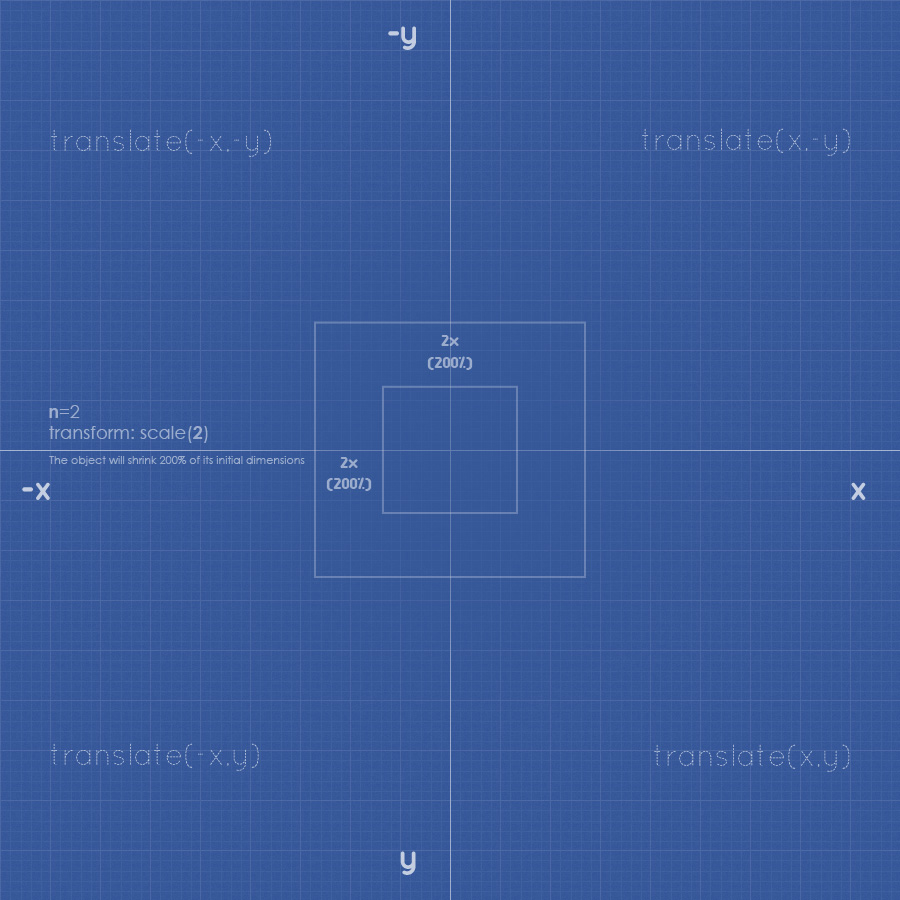 -y
translate(-x,-y)
translate(x,-y)
2x
(200%)
n=2
transform: scale(2)
The object will shrink 200% of its initial dimensions
2x
(200%)
-x
x
translate(-x,y)
translate(x,y)
y